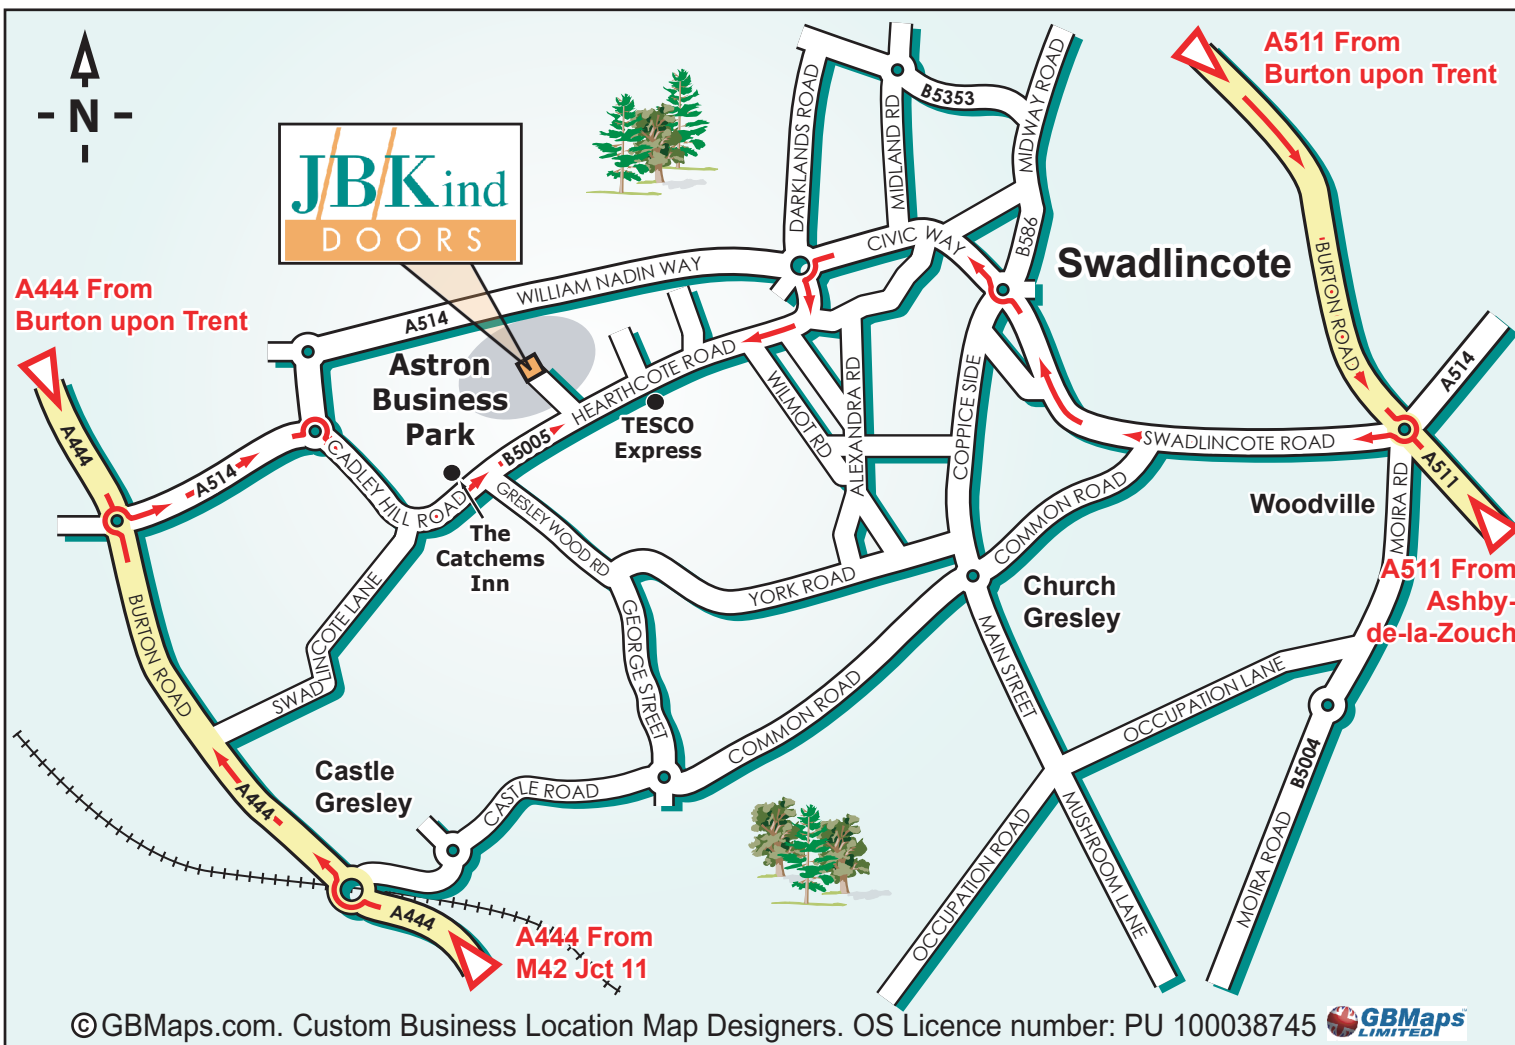 A511 From
Burton upon Trent
N
JBKind
DOORS
DARKLANDS ROAD
MIDLAND RD
B5353
MIDWAY ROAD
CIVIC WAY
B586
Swadlincote
BURTON ROAD
A444 From
Burton upon Trent
WILLIAM NADIN WAY
A514
Astron
Business
Park
HEARTHCOTE ROAD
TESCO
Express
WILMOT RD
ALEXANDRA RD
COPPICE SIDE
A514
SWADLINCOTE ROAD
A511
Woodville
MOIRA RD
A511 From
Ashby-
de-la-Zouch
A444
A514
CADLEY HILL ROAD
B5005
The
Catchems
Inn
GRESLEY WOOD RD
YORK ROAD
COMMON ROAD
Church
Gresley
BURTON ROAD
SWADLINCOTE LANE
GEORGE STREET
MAIN STREET
OCCUPATION LANE
COMMON ROAD
Castle
Gresley
CASTLE ROAD
A444
B5004
OCCUPATION ROAD
MUSHROOM LANE
MOIRA ROAD
A444
A444 From
M42 Jct 11
©GBMaps.com. Custom Business Location Map Designers. OS Licence number: PU 100038745
GBMaps
LIMITED